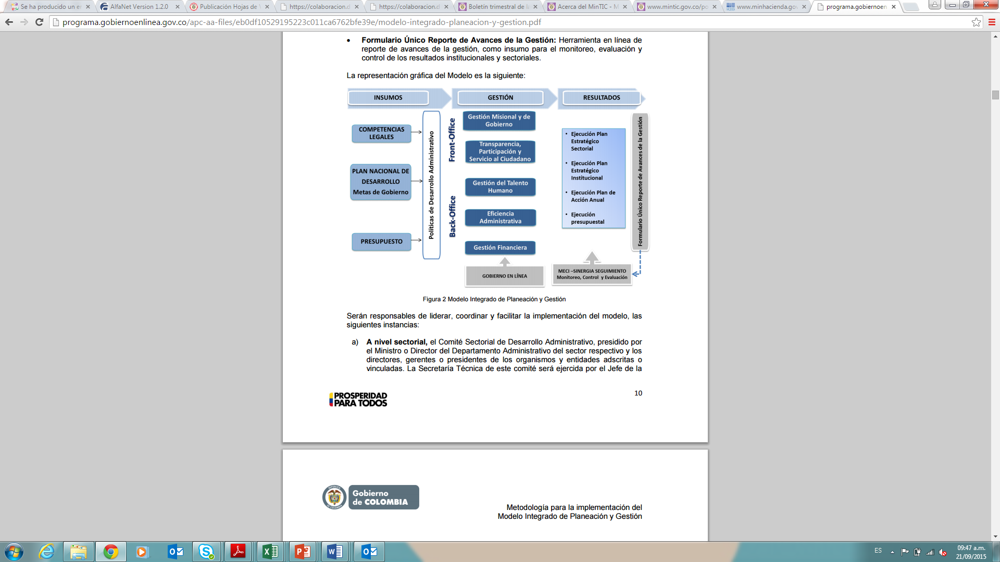 Se ha producido un er
AlfaNet Version 1.2.0
Publicación Hojas de V
https://colaboracion.d
https://colaboracion.d
Boletín trimestral de la
Acerca del MinTIC - M
www.mintic.gov.co/po
www.minhacienda.gov
programa.gobiernoen
programa.gobiernoenlinea.gov.co/apc-aa-files/eb0df10529195223c011ca6762bfe39e/modelo-integrado-planeacion-y-gestion.pdf
• Formulario Único Reporte de Avances de la Gestión: Herramienta en línea de
reporte de avances de la gestión, como insumo para el monitoreo, evaluación y
control de los resultados institucionales y sectoriales.
La representación gráfica del Modelo es la siguiente:
INSUMOS
GESTIÓN
RESULTADOS
COMPETENCIAS
LEGALES
PLAN NACIONAL DE
DESARROLLO
Metas de Gobierno
PRESUPUESTO
Políticas de Desarrollo Administrativo
Front-Office
Back-Office
Gestión Misional y de
Gobierno
Transparencia,
Participación y
Servicio al Ciudadano
Gestión del Talento
Humano
Eficiencia
Administrativa
Gestión Financiera
GOBIERNO EN LÍNEA
• Ejecución Plan
Estratégico
Sectorial
• Ejecución Plan
Estratégico
Institucional
• Ejecución Plan de
Acción Anual
• Ejecución
presupuestal
Formulario Único Reporte de Avances de la Gestión
MECI –SINERGIA SEGUIMIENTO
Monitoreo, Control y Evaluación
Figura 2 Modelo Integrado de Planeación y Gestión
Serán responsables de liderar, coordinar y facilitar la implementación del modelo, las
siguientes instancias:
a) A nivel sectorial, el Comité Sectorial de Desarrollo Administrativo, presidido por
el Ministro o Director del Departamento Administrativo del sector respectivo y los
directores, gerentes o presidentes de los organismos y entidades adscritas o
vinculadas. La Secretaría Técnica de este comité será ejercida por el Jefe de la
PROSPERIDAD
PARA TODOS
10
Gobierno
de COLOMBIA
Metodología para la implementación del
Modelo Integrado de Planeación y Gestión
ES
09:47 a.m.
21/09/2015